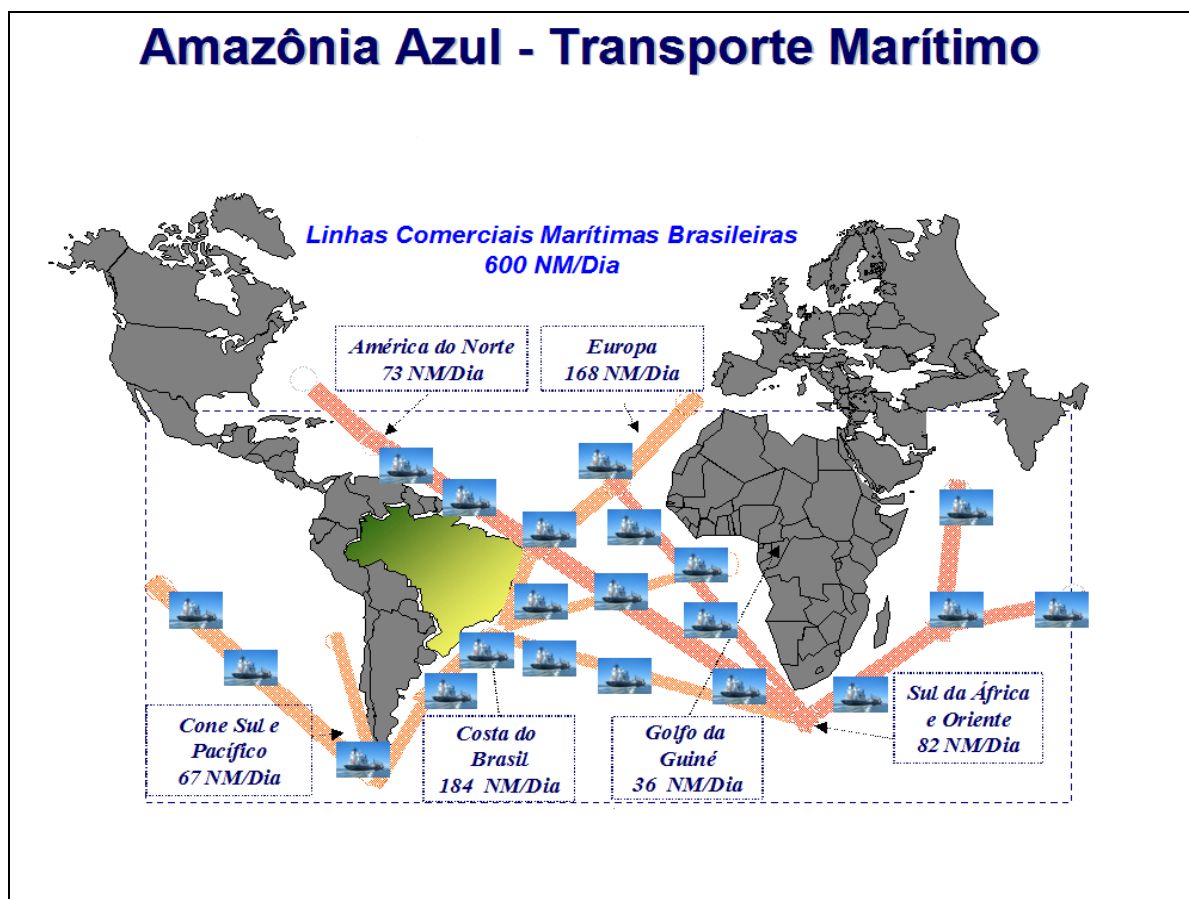 Amazônia Azul - Transporte Marítimo
Linhas Comerciais Marítimas Brasileiras
600 NM/Dia
América do Norte
73 NM/Dia
Europa
168 NM/Dia
Cone Sul e
Pacífico
67 NM/Dia
Costa do
Brasil
184 NM/Dia
Golfo da
Guiné
36 NM/Dia
Sul da África
e Oriente
82 NM/Dia